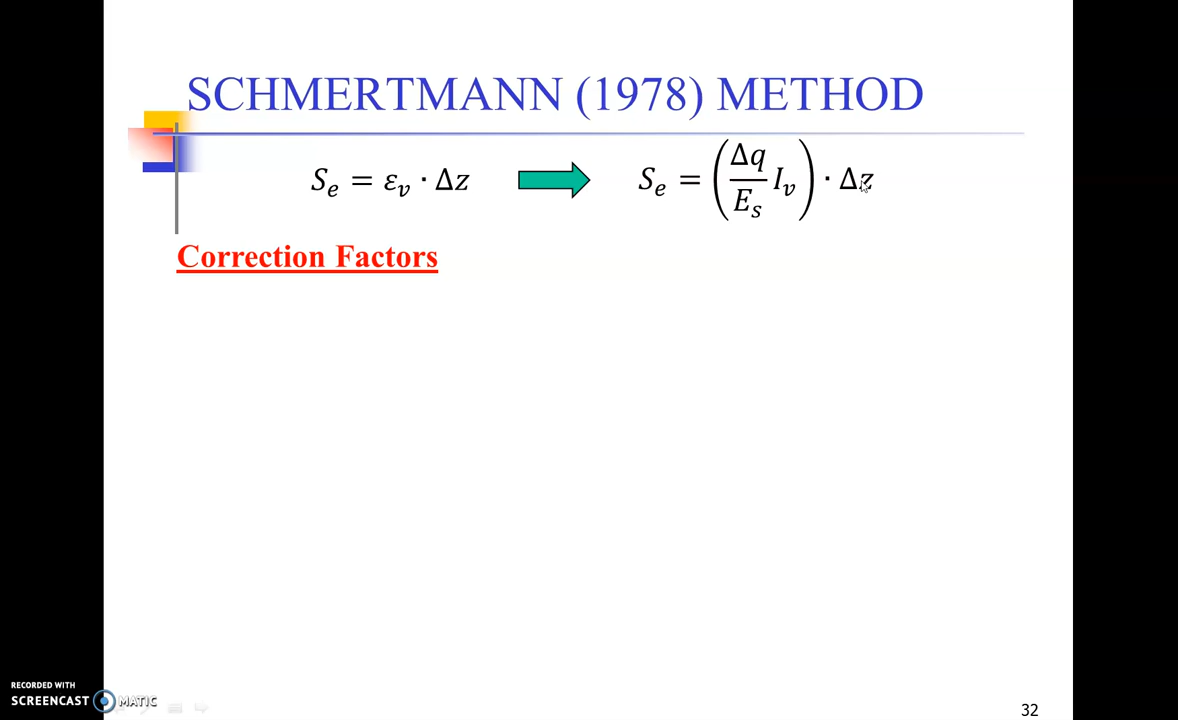 SCHMERTMANN (1978) METHOD
S_e = ε_v · Δz
S_e = (Δq/E_s I_v) · Δz
Correction Factors
RECORDED WITH
SCREENCAST MATIC
32